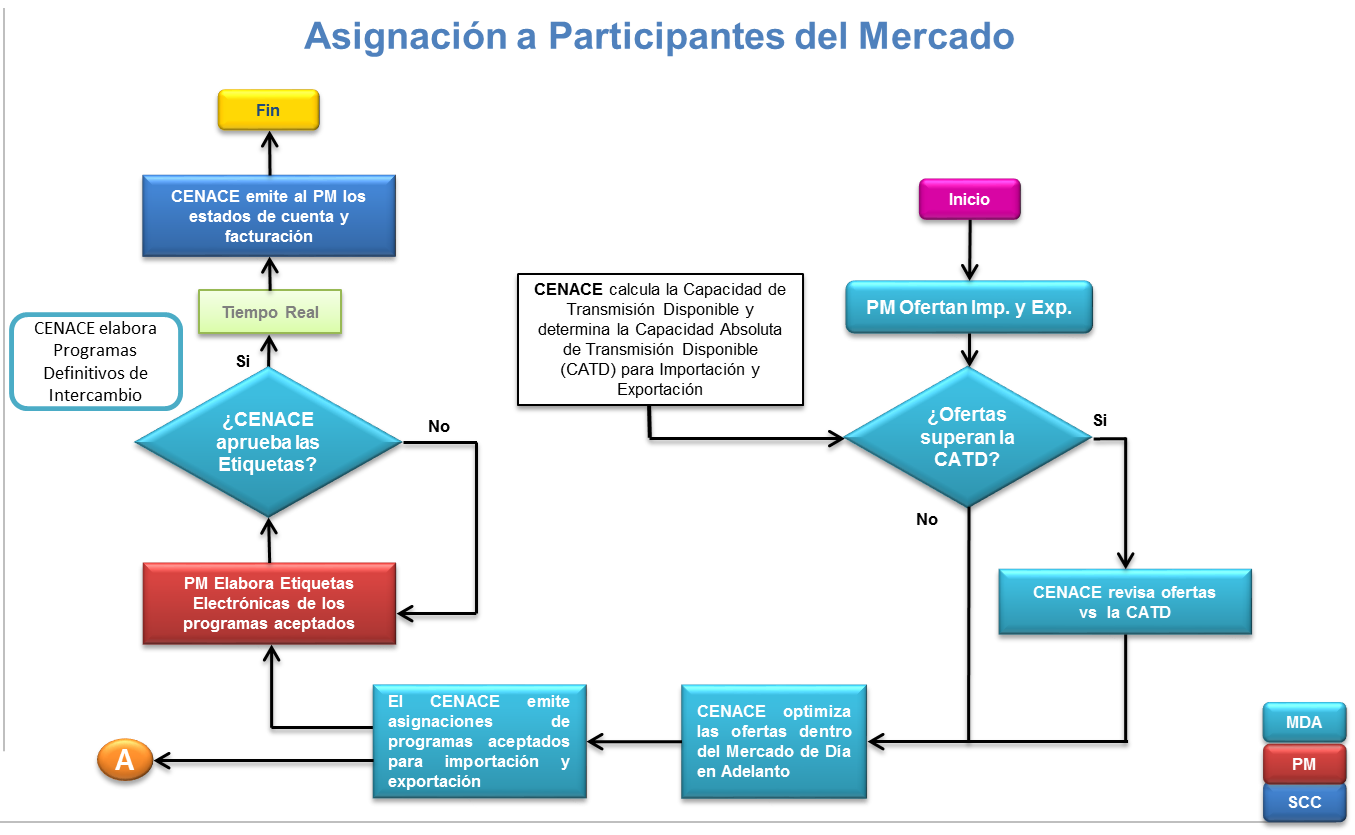 Asignación a Participantes del Mercado
Fin
CENACE emite al PM los
estados de cuenta y
facturación
Tiempo Real
CENACE elabora
Programas
Definitivos de
Intercambio
Si
¿CENACE
aprueba las
Etiquetas?
No
PM Elabora Etiquetas
Electrónicas de los
programas aceptados
Inicio
PM Ofertan Imp. y Exp.
CENACE calcula la Capacidad de
Transmisión Disponible y
determina la Capacidad Absoluta
de Transmisión Disponible
(CATD) para Importación y
Exportación
¿Ofertas
superan la
CATD?
Si
No
CENACE revisa ofertas
vs la CATD
CENACE optimiza
las ofertas dentro
del Mercado de Día
en Adelanto
El CENACE emite
asignaciones de
programas aceptados
para importación y
exportación
A
MDA
PM
SCC